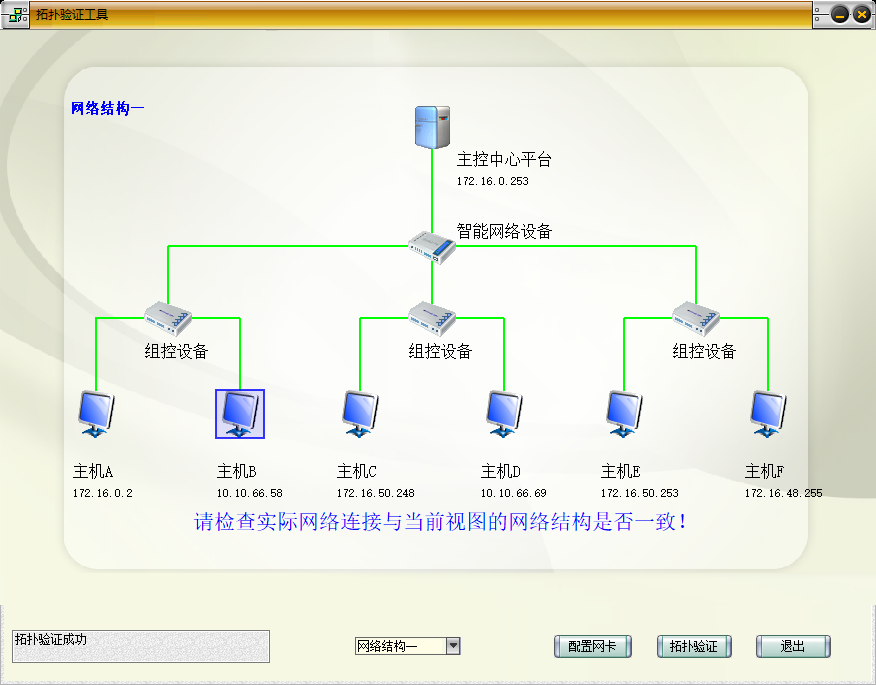 拓扑验证工具
网络结构一
主控中心平台
172.16.0.253
智能网络设备
组控设备
组控设备
组控设备
主机A
主机B
主机C
主机D
主机E
主机F
172.16.0.2
10.10.66.58
172.16.50.248
10.10.66.69
172.16.50.253
172.16.48.255
请检查实际网络连接与当前视图的网络结构是否一致!
拓扑验证成功
网络结构一
配置网卡
拓扑验证
退出